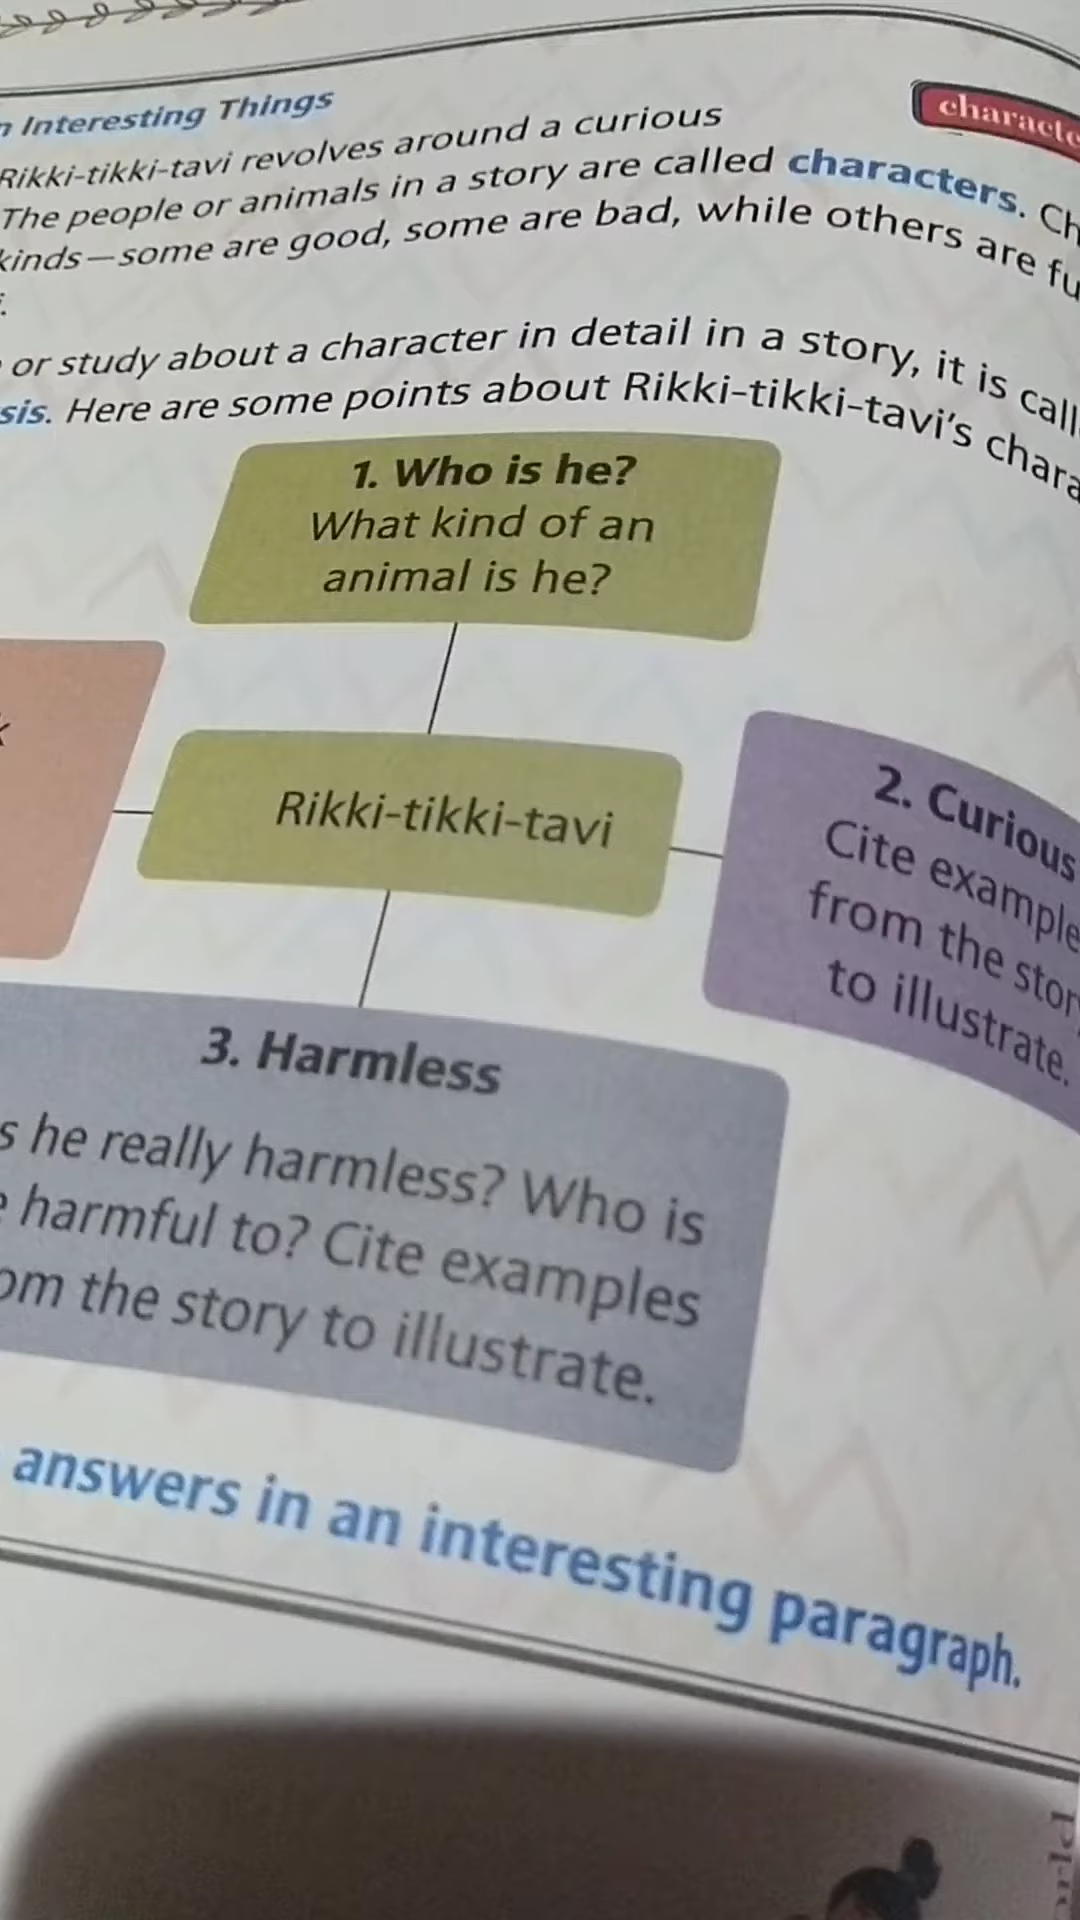 Interesting Things
characte
Rikki-tikki-tavi revolves around a curious
The people or animals in a story are called characters. Ch
kinds—some are good, some are bad, while others are fu
or study about a character in detail in a story, it is call
sis. Here are some points about Rikki-tikki-tavi's chara
1. Who is he?
What kind of an
animal is he?
Rikki-tikki-tavi
2. Curious
Cite example
from the stor
to illustrate.
3. Harmless
s he really harmless? Who is
e harmful to? Cite examples
om the story to illustrate.
answers in an interesting paragraph.